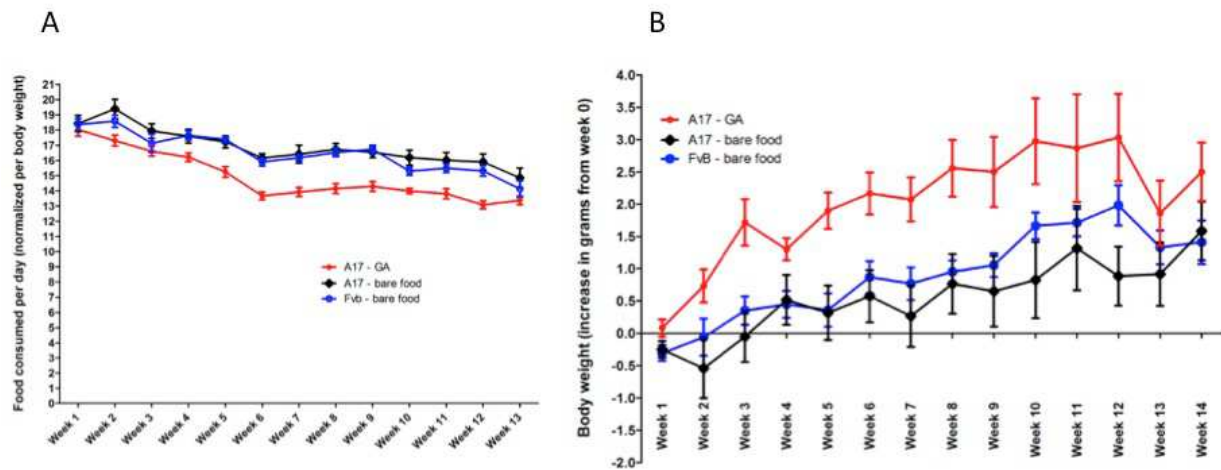 A
Food consumed per day (normalized per body weight)
21
20
19
18
17
16
15
14
13
12
11
10
9
8
7
6
5
4
3
2
1
0
A17 - GA
A17 - bare food
Fvb - bare food
Week 1
Week 2
Week 3
Week 4
Week 5
Week 6
Week 7
Week 8
Week 9
Week 10
Week 11
Week 12
Week 13
B
Body weight (increase in grams from week 0)
4.0
3.5
3.0
2.5
2.0
1.5
1.0
0.5
0.0
-0.5
-1.0
-1.5
-2.0
A17 - GA
A17 - bare food
FvB - bare food
Week 1
Week 2
Week 3
Week 4
Week 5
Week 6
Week 7
Week 8
Week 9
Week 10
Week 11
Week 12
Week 13
Week 14